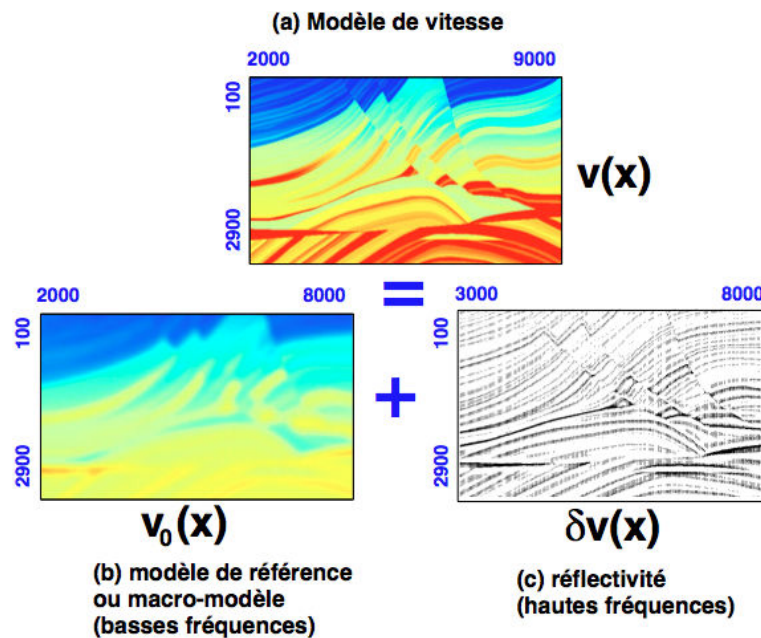 (a) Modèle de vitesse
2000 9000
100
2900
v(x)
=
2000 8000
100
2900
+
3000 8000
100
2900
v₀(x)
δv(x)
(b) modèle de référence
ou macro-modèle
(basses fréquences)
(c) réflectivité
(hautes fréquences)